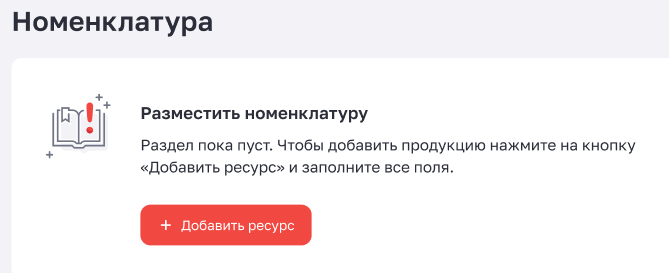 Номенклатура
Разместить номенклатуру
Раздел пока пуст. Чтобы добавить продукцию нажмите на кнопку
«Добавить ресурс» и заполните все поля.
+ Добавить ресурс